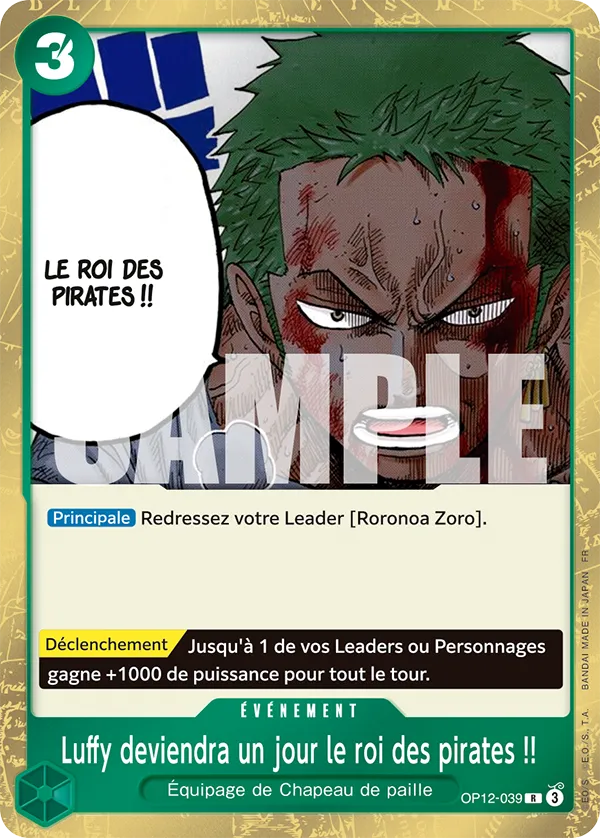 3
LE ROI DES
PIRATES !!
SAMPLE
Principale Redressez votre Leader [Roronoa Zoro].
Déclenchement Jusqu'à 1 de vos Leaders ou Personnages
gagne +1000 de puissance pour tout le tour.
ÉVÉNEMENT
Luffy deviendra un jour le roi des pirates !!
Équipage de Chapeau de paille
OP12-039 R 3
BANDAI MADE IN JAPAN FR